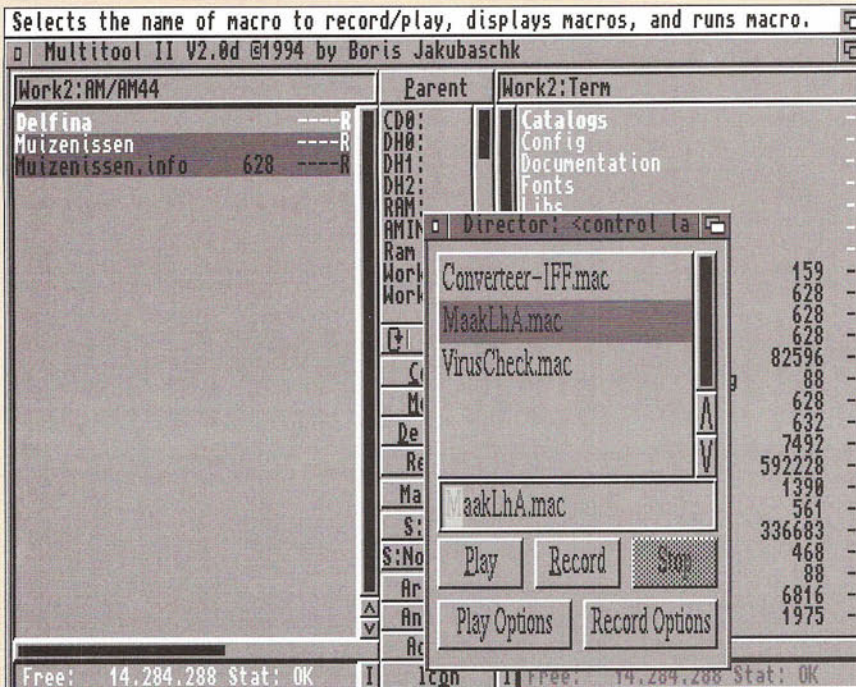 Selects the name of macro to record/play, displays macros, and runs macro.
Multitool II V2.0d ©1994 by Boris Jakubaschk
Work2:AM/AM44
Parent
Work2:Term
Delfina ----R
Muizenissen ----R
Muizenissen.info 628 ----R
CD0:
DH0:
DH1:
DH2:
RAM:
Ram
S:
Catalogs
Config
Documentation
Fonts
Libs
Director: <control la
Converteer-IFF.mac
MaakLhA.mac
VirusCheck.mac
MaakLhA.mac
Play
Record
Stop
Play Options
Record Options
159
628
628
628
82596
88
628
632
7492
592228
1390
561
336683
468
88
6816
1975
Free: 14.284.288 Stat: OK
I
Icon
I
Free: 14.284.288 Stat: OK